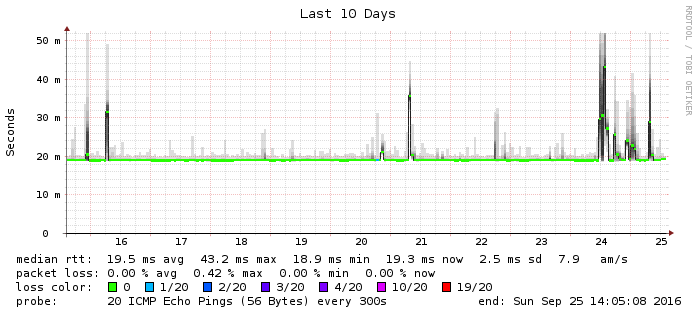 Last 10 Days
RRDTOOL / TOBI OETIKER
Seconds
50 m
40 m
30 m
20 m
10 m
0
16 17 18 19 20 21 22 23 24 25
median rtt: 19.5 ms avg 43.2 ms max 18.9 ms min 19.3 ms now 2.5 ms sd 7.9 am/s
packet loss: 0.00 % avg 0.42 % max 0.00 % min 0.00 % now
loss color: 0 1/20 2/20 3/20 4/20 10/20 19/20
probe: 20 ICMP Echo Pings (56 Bytes) every 300s end: Sun Sep 25 14:05:08 2016